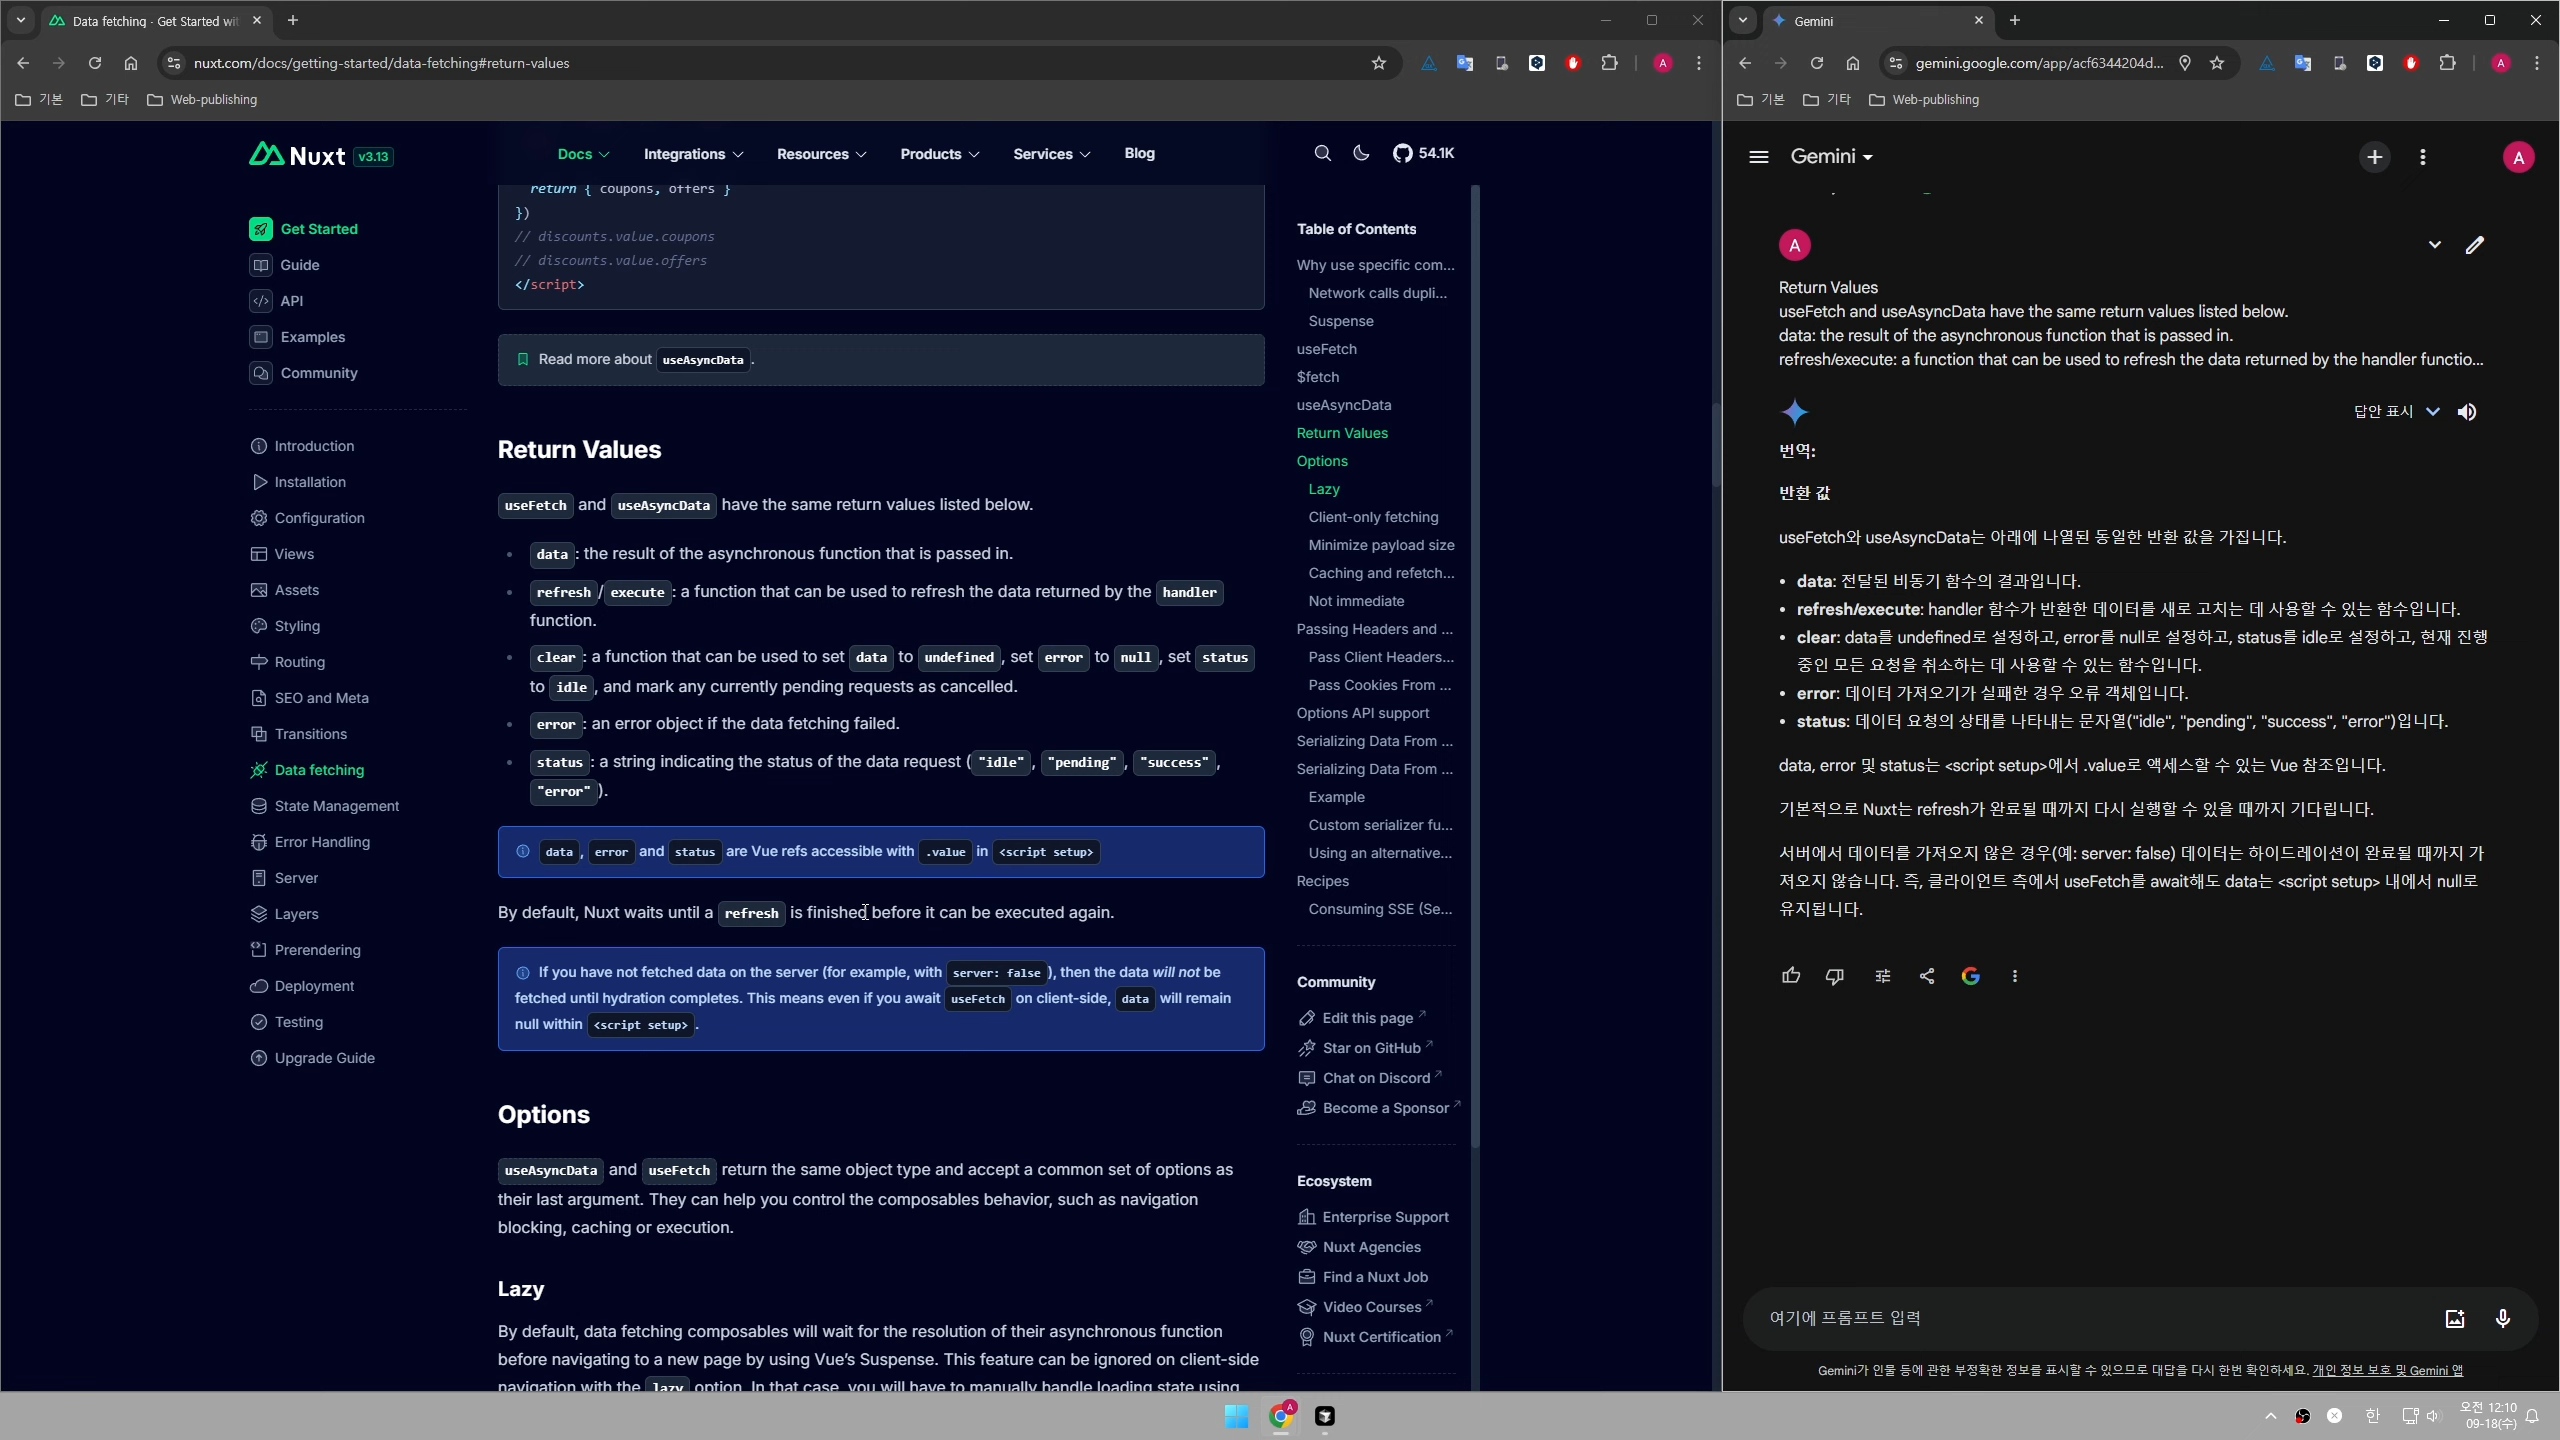 Data fetching · Get Started wit
nuxt.com/docs/getting-started/data-fetching#return-values
기본
기타
Web-publishing
Nuxt v3.13
Docs
Integrations
Resources
Products
Services
Blog
54.1K
Get Started
Guide
API
Examples
Community
Introduction
Installation
Configuration
Views
Assets
Styling
Routing
SEO and Meta
Transitions
Data fetching
State Management
Error Handling
Server
Layers
Prerendering
Deployment
Testing
Upgrade Guide
return { coupons, offers }
})
// discounts.value.coupons
// discounts.value.offers
</script>
Read more about useAsyncData.
Return Values
useFetch and useAsyncData have the same return values listed below.
data: the result of the asynchronous function that is passed in.
refresh/execute: a function that can be used to refresh the data returned by the handler
function.
clear: a function that can be used to set data to undefined, set error to null, set status
to idle, and mark any currently pending requests as cancelled.
error: an error object if the data fetching failed.
status: a string indicating the status of the data request ("idle", "pending", "success",
"error").
data, error and status are Vue refs accessible with .value in <script setup>
By default, Nuxt waits until a refresh is finished before it can be executed again.
If you have not fetched data on the server (for example, with server: false), then the data will not be
fetched until hydration completes. This means even if you await useFetch on client-side, data will remain
null within <script setup>.
Options
useAsyncData and useFetch return the same object type and accept a common set of options as
their last argument. They can help you control the composables behavior, such as navigation
blocking, caching or execution.
Lazy
By default, data fetching composables will wait for the resolution of their asynchronous function
before navigating to a new page by using Vue's Suspense. This feature can be ignored on client-side
navigation with the lazy option. In that case, you will have to manually handle loading state using
Table of Contents
Why use specific com...
Network calls dupli...
Suspense
useFetch
$fetch
useAsyncData
Return Values
Options
Lazy
Client-only fetching
Minimize payload size
Caching and refetch...
Not immediate
Passing Headers and ...
Pass Client Headers...
Pass Cookies From ...
Options API support
Serializing Data From ...
Serializing Data From ...
Example
Custom serializer fu...
Using an alternative...
Recipes
Consuming SSE (Se...
Community
Edit this page
Star on GitHub
Chat on Discord
Become a Sponsor
Ecosystem
Enterprise Support
Nuxt Agencies
Find a Nuxt Job
Video Courses
Nuxt Certification
Gemini
gemini.google.com/app/acf6344204d...
A
기본
기타
Web-publishing
Gemini
A
A
Return Values
useFetch and useAsyncData have the same return values listed below.
data: the result of the asynchronous function that is passed in.
refresh/execute: a function that can be used to refresh the data returned by the handler functio...
답안 표시
번역:
반환 값
useFetch와 useAsyncData는 아래에 나열된 동일한 반환 값을 가집니다.
data: 전달된 비동기 함수의 결과입니다.
refresh/execute: handler 함수가 반환한 데이터를 새로 고치는 데 사용할 수 있는 함수입니다.
clear: data를 undefined로 설정하고, error를 null로 설정하고, status를 idle로 설정하고, 현재 진행
중인 모든 요청을 취소하는 데 사용할 수 있는 함수입니다.
error: 데이터 가져오기가 실패한 경우 오류 객체입니다.
status: 데이터 요청의 상태를 나타내는 문자열("idle", "pending", "success", "error")입니다.
data, error 및 status는 <script setup>에서 .value로 액세스할 수 있는 Vue 참조입니다.
기본적으로 Nuxt는 refresh가 완료될 때까지 다시 실행할 수 있을 때까지 기다립니다.
서버에서 데이터를 가져오지 않은 경우(예: server: false) 데이터는 하이드레이션이 완료될 때까지 가
져오지 않습니다. 즉, 클라이언트 측에서 useFetch를 await해도 data는 <script setup> 내에서 null로
유지됩니다.
여기에 프롬프트 입력
Gemini가 인물 등에 관한 부정확한 정보를 표시할 수 있으므로 대답을 다시 한번 확인하세요. 개인 정보 보호 및 Gemini 앱
A
한
오전 12:10
09-18(수)